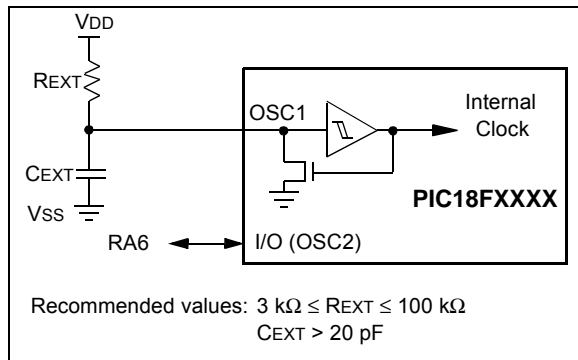 VDD
REXT
OSC1
Internal
Clock
CEXT
PIC18FXXXX
VSS
RA6
I/O (OSC2)
Recommended values: 3 kΩ ≤ REXT ≤ 100 kΩ
CEXT > 20 pF